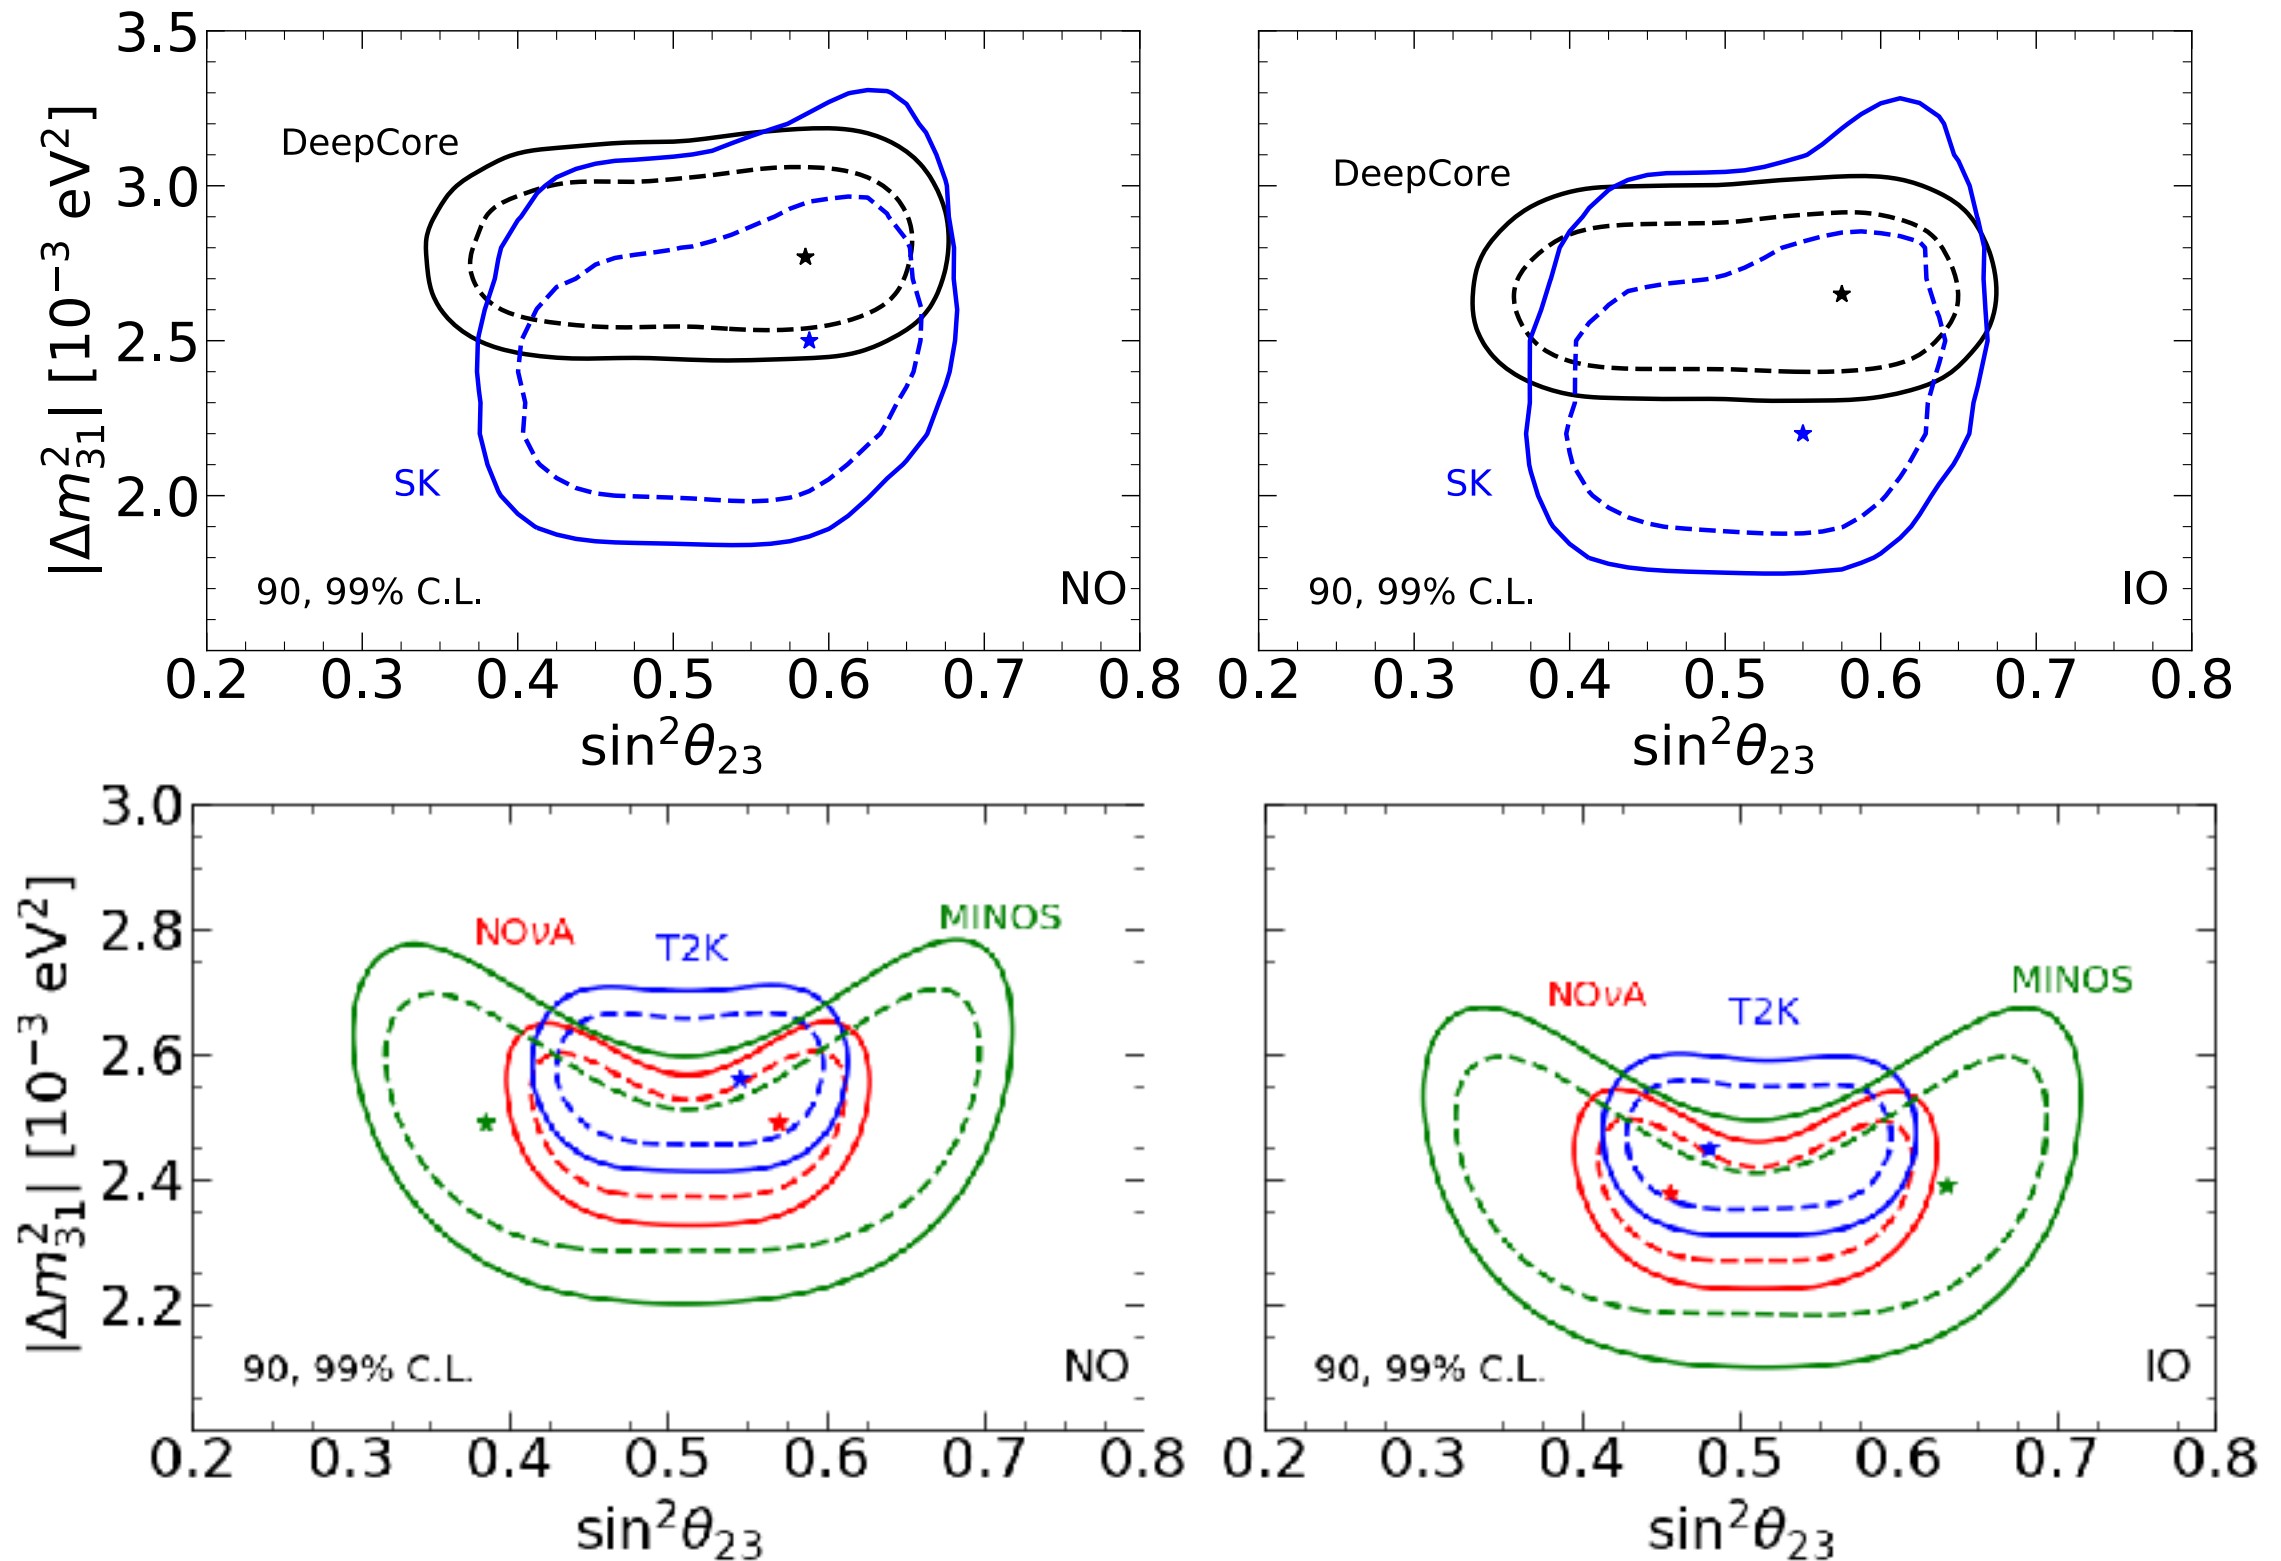 3.5
3.0
2.5
2.0
|Δm²₃₁| [10⁻³ eV²]
DeepCore
SK
90, 99% C.L.
NO
0.2 0.3 0.4 0.5 0.6 0.7 0.8
sin²θ₂₃
DeepCore
SK
90, 99% C.L.
IO
0.2 0.3 0.4 0.5 0.6 0.7 0.8
sin²θ₂₃
3.0
2.8
2.6
2.4
2.2
|Δm²₃₁| [10⁻³ eV²]
MINOS
NOνA
T2K
90, 99% C.L.
NO
0.2 0.3 0.4 0.5 0.6 0.7 0.8
sin²θ₂₃
MINOS
NOνA
T2K
90, 99% C.L.
IO
0.2 0.3 0.4 0.5 0.6 0.7 0.8
sin²θ₂₃